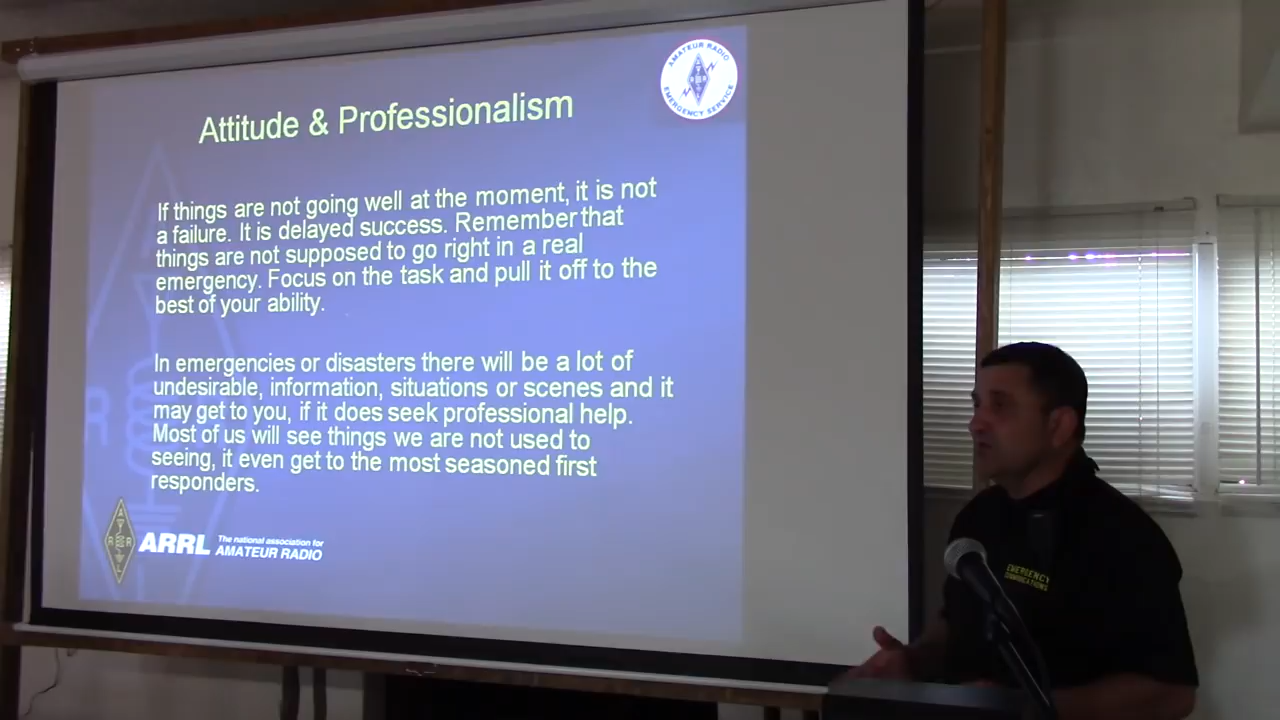 Attitude & Professionalism
AMATEUR RADIO
EMERGENCY SERVICE
If things are not going well at the moment, it is not
a failure. It is delayed success. Remember that
things are not supposed to go right in a real
emergency. Focus on the task and pull it off to the
best of your ability.
In emergencies or disasters there will be a lot of
undesirable, information, situations or scenes and it
may get to you, if it does seek professional help.
Most of us will see things we are not used to
seeing, it even get to the most seasoned first
responders.
ARRL
The national association for
AMATEUR RADIO
EMERGENCY
COMMUNICATIONS